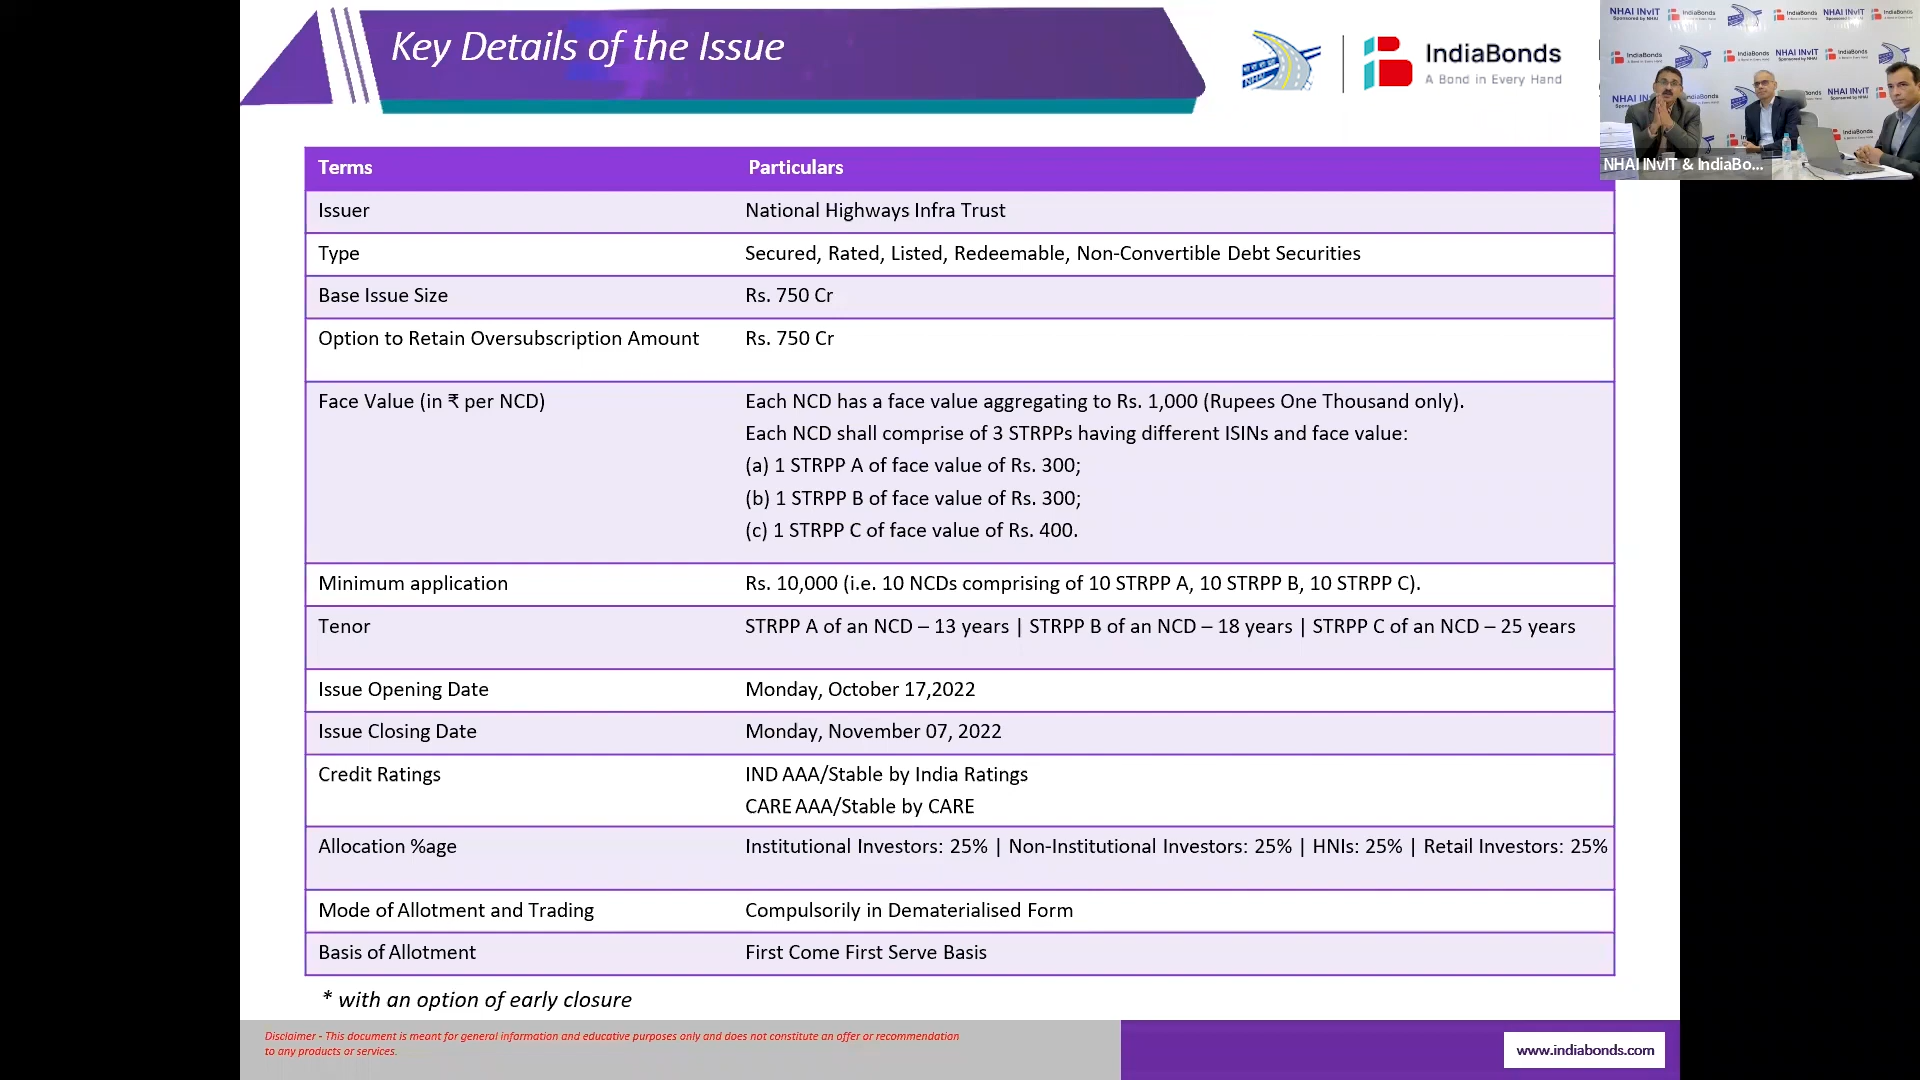 Key Details of the Issue
NHAI
IndiaBonds
A Bond in Every Hand
NHAI INvIT
Sponsored by NHAI
IndiaBonds
NHAI INvIT & IndiaBo...
Terms Particulars
Issuer National Highways Infra Trust
Type Secured, Rated, Listed, Redeemable, Non-Convertible Debt Securities
Base Issue Size Rs. 750 Cr
Option to Retain Oversubscription Amount Rs. 750 Cr
Face Value (in ₹ per NCD) Each NCD has a face value aggregating to Rs. 1,000 (Rupees One Thousand only).
Each NCD shall comprise of 3 STRPPs having different ISINs and face value:
(a) 1 STRPP A of face value of Rs. 300;
(b) 1 STRPP B of face value of Rs. 300;
(c) 1 STRPP C of face value of Rs. 400.
Minimum application Rs. 10,000 (i.e. 10 NCDs comprising of 10 STRPP A, 10 STRPP B, 10 STRPP C).
Tenor STRPP A of an NCD – 13 years | STRPP B of an NCD – 18 years | STRPP C of an NCD – 25 years
Issue Opening Date Monday, October 17,2022
Issue Closing Date Monday, November 07, 2022
Credit Ratings IND AAA/Stable by India Ratings
CARE AAA/Stable by CARE
Allocation %age Institutional Investors: 25% | Non-Institutional Investors: 25% | HNIs: 25% | Retail Investors: 25%
Mode of Allotment and Trading Compulsorily in Dematerialised Form
Basis of Allotment First Come First Serve Basis
* with an option of early closure
Disclaimer - This document is meant for general information and educative purposes only and does not constitute an offer or recommendation
to any products or services.
www.indiabonds.com